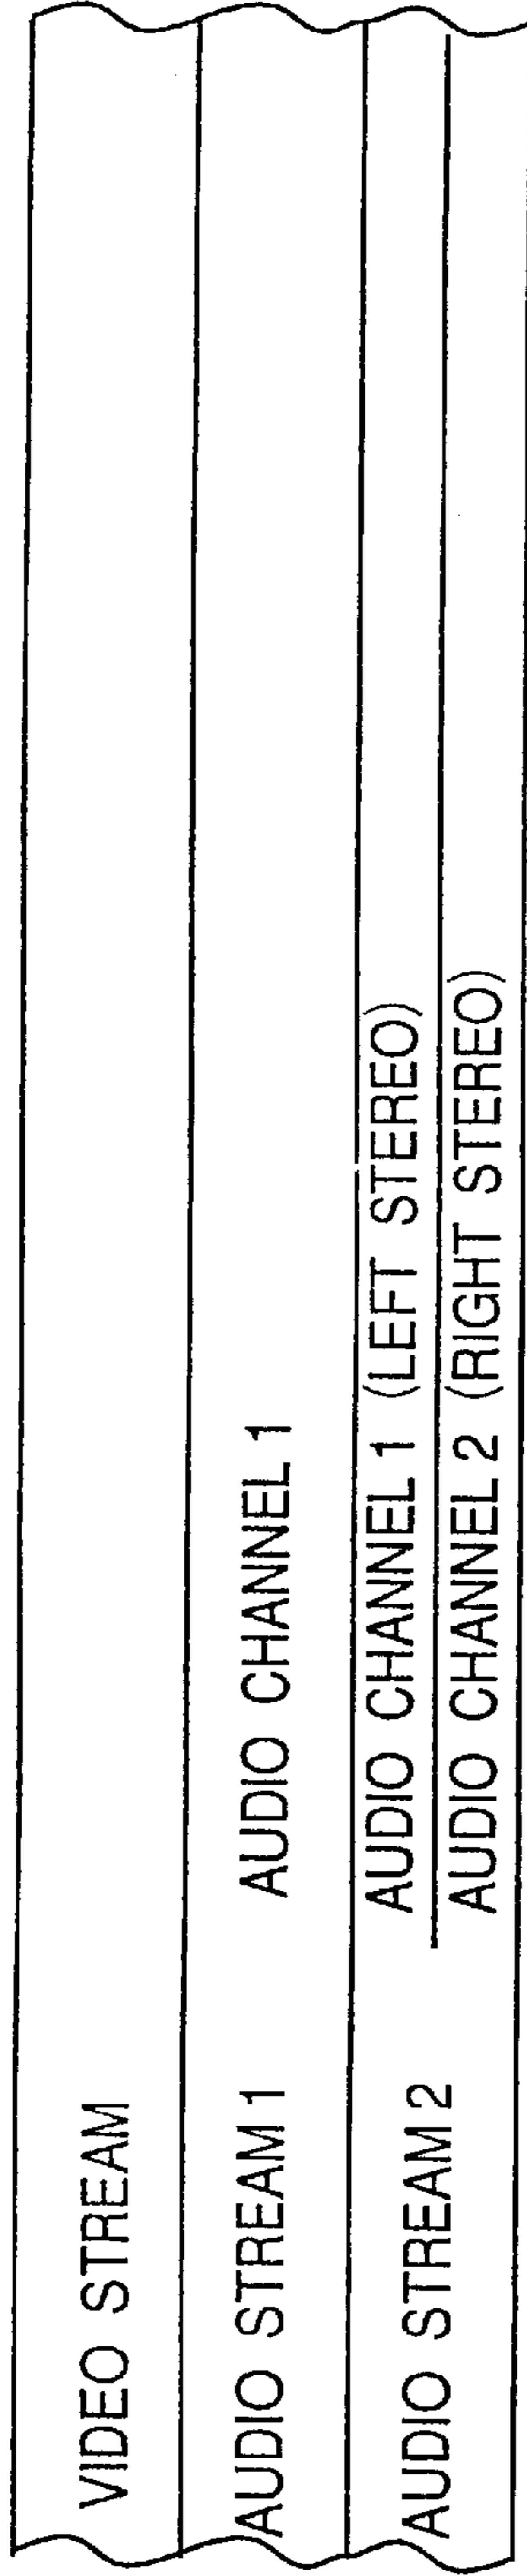 VIDEO STREAM
AUDIO STREAM 1
AUDIO CHANNEL 1
AUDIO STREAM 2
AUDIO CHANNEL 1 (LEFT STEREO)
AUDIO CHANNEL 2 (RIGHT STEREO)